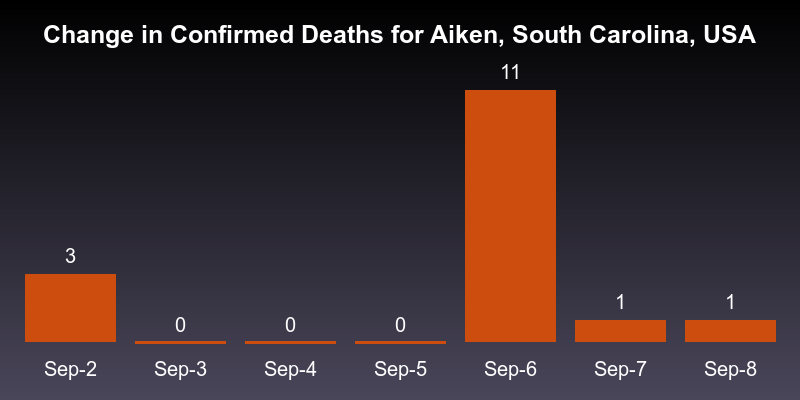 Change in Confirmed Deaths for Aiken, South Carolina, USA
11
3
0 0 0 1 1
Sep-2 Sep-3 Sep-4 Sep-5 Sep-6 Sep-7 Sep-8